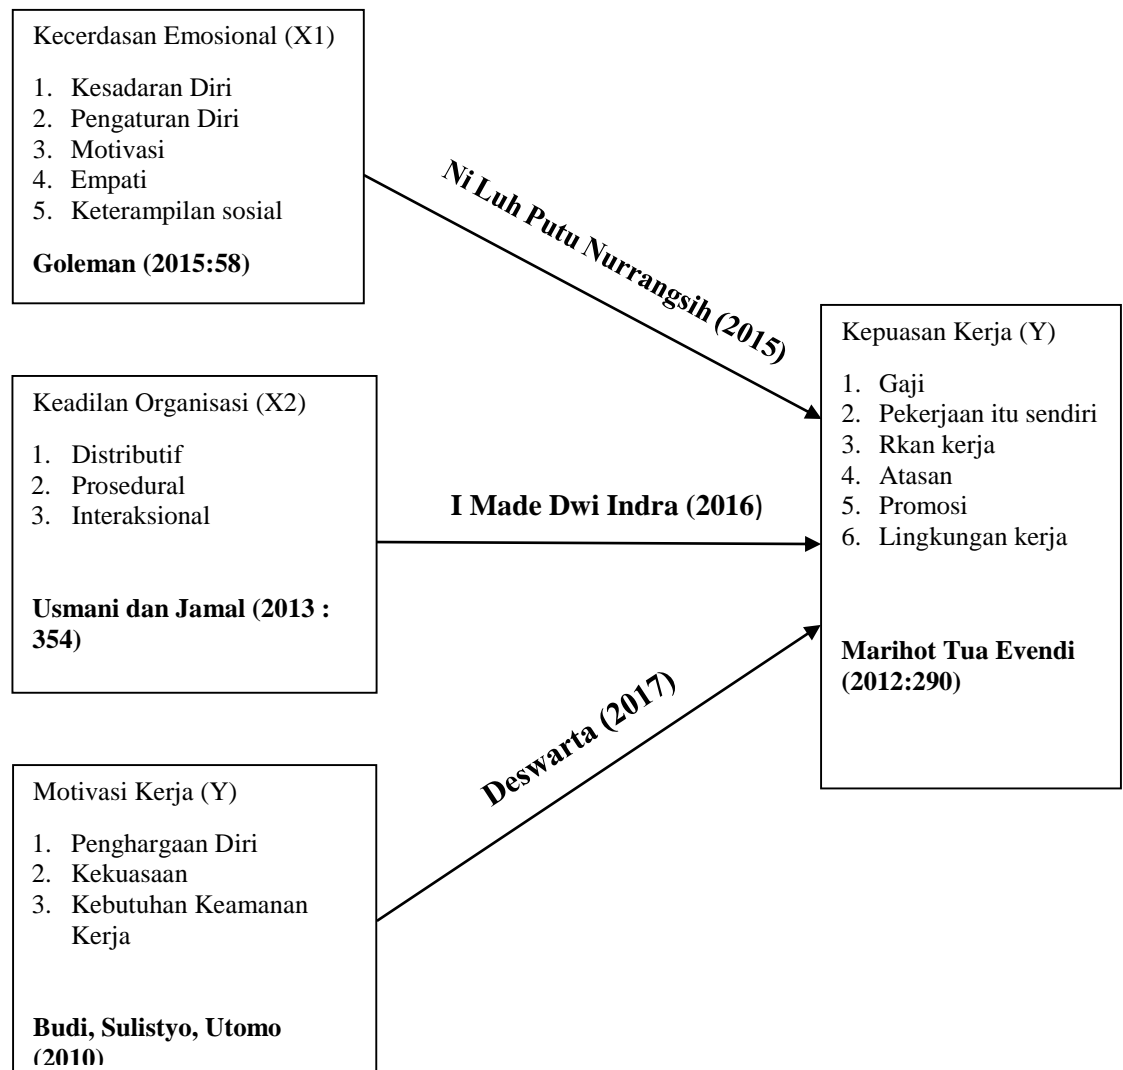 Kecerdasan Emosional (X1)
1. Kesadaran Diri
2. Pengaturan Diri
3. Motivasi
4. Empati
5. Keterampilan sosial
Goleman (2015:58)
Ni Luh Putu Nurrangsih (2015)
Keadilan Organisasi (X2)
1. Distributif
2. Prosedural
3. Interaksional
Usmani dan Jamal (2013 :
354)
I Made Dwi Indra (2016)
Kepuasan Kerja (Y)
1. Gaji
2. Pekerjaan itu sendiri
3. Rkan kerja
4. Atasan
5. Promosi
6. Lingkungan kerja
Marihot Tua Evendi
(2012:290)
Deswarta (2017)
Motivasi Kerja (Y)
1. Penghargaan Diri
2. Kekuasaan
3. Kebutuhan Keamanan
Kerja
Budi, Sulistyo, Utomo
(2010)